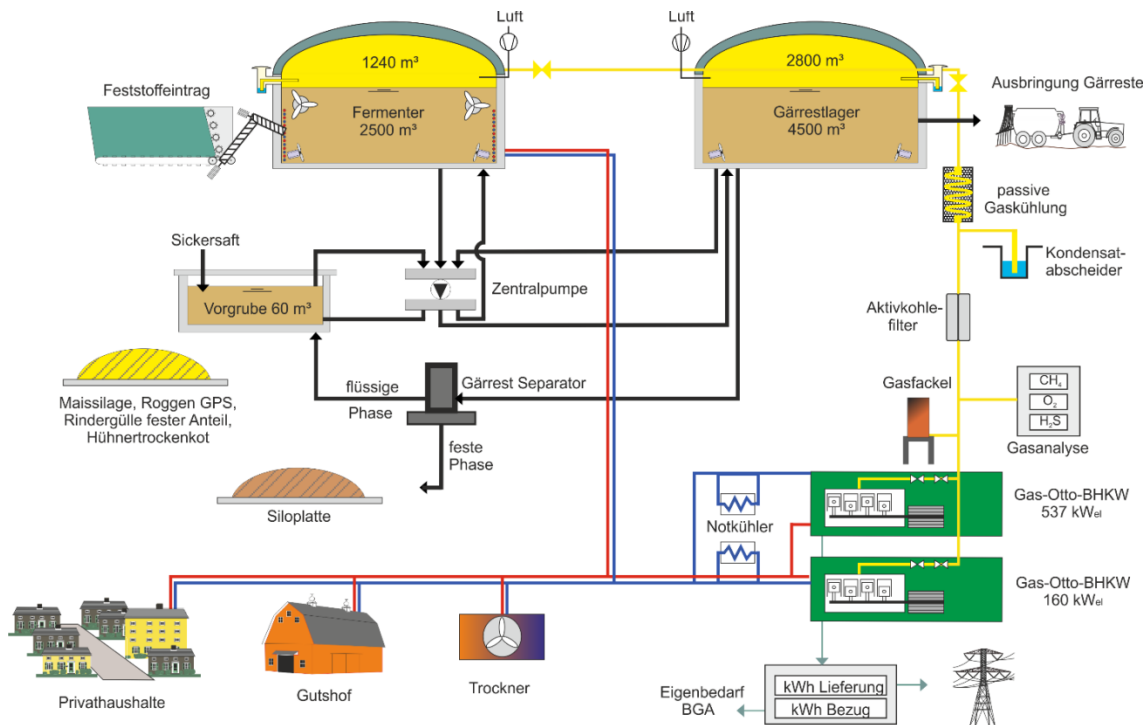 Luft
Luft
1240 m³
2800 m³
Feststoffeintrag
Fermenter
2500 m³
Gärrestlager
4500 m³
Ausbringung Gärreste
passive
Gaskühlung
Sickersaft
Kondensat-
abscheider
Vorgrube 60 m³
Zentralpumpe
Aktivkohle-
filter
flüssige
Phase
Gärrest Separator
Gasfackel
CH₄
O₂
H₂S
Gasanalyse
Maissilage, Roggen GPS,
Rindergülle fester Anteil,
Hühnertrockenkot
feste
Phase
Siloplatte
Notkühler
Gas-Otto-BHKW
537 kWel
Gas-Otto-BHKW
160 kWel
Privathaushalte
Gutshof
Trockner
Eigenbedarf
BGA
kWh Lieferung
kWh Bezug